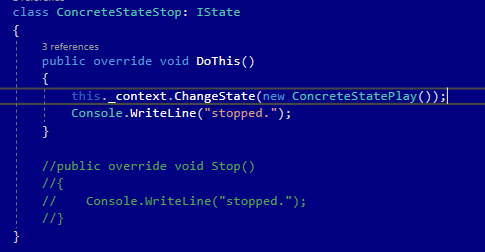 class ConcreteStateStop: IState
{
3 references
public override void DoThis()
{
this._context.ChangeState(new ConcreteStatePlay());
Console.WriteLine("stopped.");
}
//public override void Stop()
//{
//    Console.WriteLine("stopped.");
//}
}